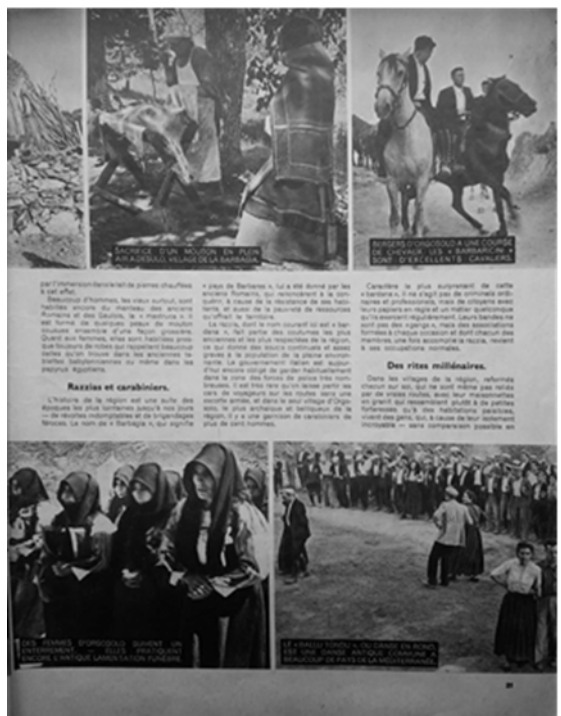 SACRIFICE D'UN MOUTON EN PLEIN
AIR A DESULO, VILLAGE DE LA BARBAGIA
BERGERS D'ORGOSOLO A UNE COURSE
DE CHEVAUX. LES « BARBARICINI »
SONT D'EXCELLENTS CAVALIERS.
par l'immersion dans le lait de pierres chauffées
à cet effet.
Beaucoup d'hommes, les vieux surtout, sont
habillés encore du manteau des anciens
Romains et des Gaulois, la « mastruca ». Il
est formé de quelques peaux de mouton
cousues ensemble d'une façon grossière.
Quant aux femmes, elles sont habillées pres-
que toujours de robes qui rappellent beaucoup
celles qu'on trouve dans les anciennes ta-
blettes babyloniennes ou même dans les
papyrus égyptiens.
Razzias et carabiniers.
L'histoire de la région est une suite des
époques les plus lointaines jusqu'à nos jours
— de révoltes indomptables et de brigandages
féroces. Le nom de « Barbagia », qui signifie
« pays de Barbares », lui a été donné par les
anciens Romains, qui renoncèrent à la con-
quérir, à cause de la résistance de ses habi-
tants, et aussi de la pauvreté de ressources
qu'offrait le territoire.
La razzia, dont le nom courant ici est « bar-
dana », fait partie des coutumes les plus
anciennes et les plus respectées de la région,
ce qui donne des soucis continuels et assez
graves à la population de la plaine environ-
nante. Le gouvernement italien est aujour-
d'hui encore obligé de garder habituellement
dans la zone des forces de police très nom-
breuses. Il est très rare qu'on laisse partir les
cars de voyageurs sur les routes sans une
escorte armée, et dans le seul village d'Orgo-
solo, le plus archaïque et belliqueux de la
région, il y a une garnison de carabiniers de
plus de cent hommes.
Caractère le plus surprenant de cette
« bardana », il ne s'agit pas de criminels ordi-
naires et professionnels, mais de citoyens avec
leurs papiers en règle et un métier quelconque
qu'ils exercent régulièrement. Leurs bandes ne
sont pas des « gangs », mais des associations
formées à chaque occasion et dont chacun des
membres, une fois accomplie la razzia, revient
à ses occupations normales.
Des rites millénaires.
Dans les villages de la région, refermés
chacun sur soi, qui ne sont même pas reliés
par de vraies routes, avec leurs maisonnettes
en granit qui ressemblent plutôt à de petites
forteresses qu'à des habitations paisibles,
vivent des gens, qui, à cause de leur isolement
incroyable — sans comparaison possible en
DES FEMMES D'ORGOSOLO SUIVENT UN
ENTERREMENT. — ELLES PRATIQUENT
ENCORE L'ANTIQUE LAMENTATION FUNÈBRE.
LE « BALLU TONDU », OU DANSE EN ROND,
EST UNE DANSE ANTIQUE COMMUNE A
BEAUCOUP DE PAYS DE LA MÉDITERRANÉE.